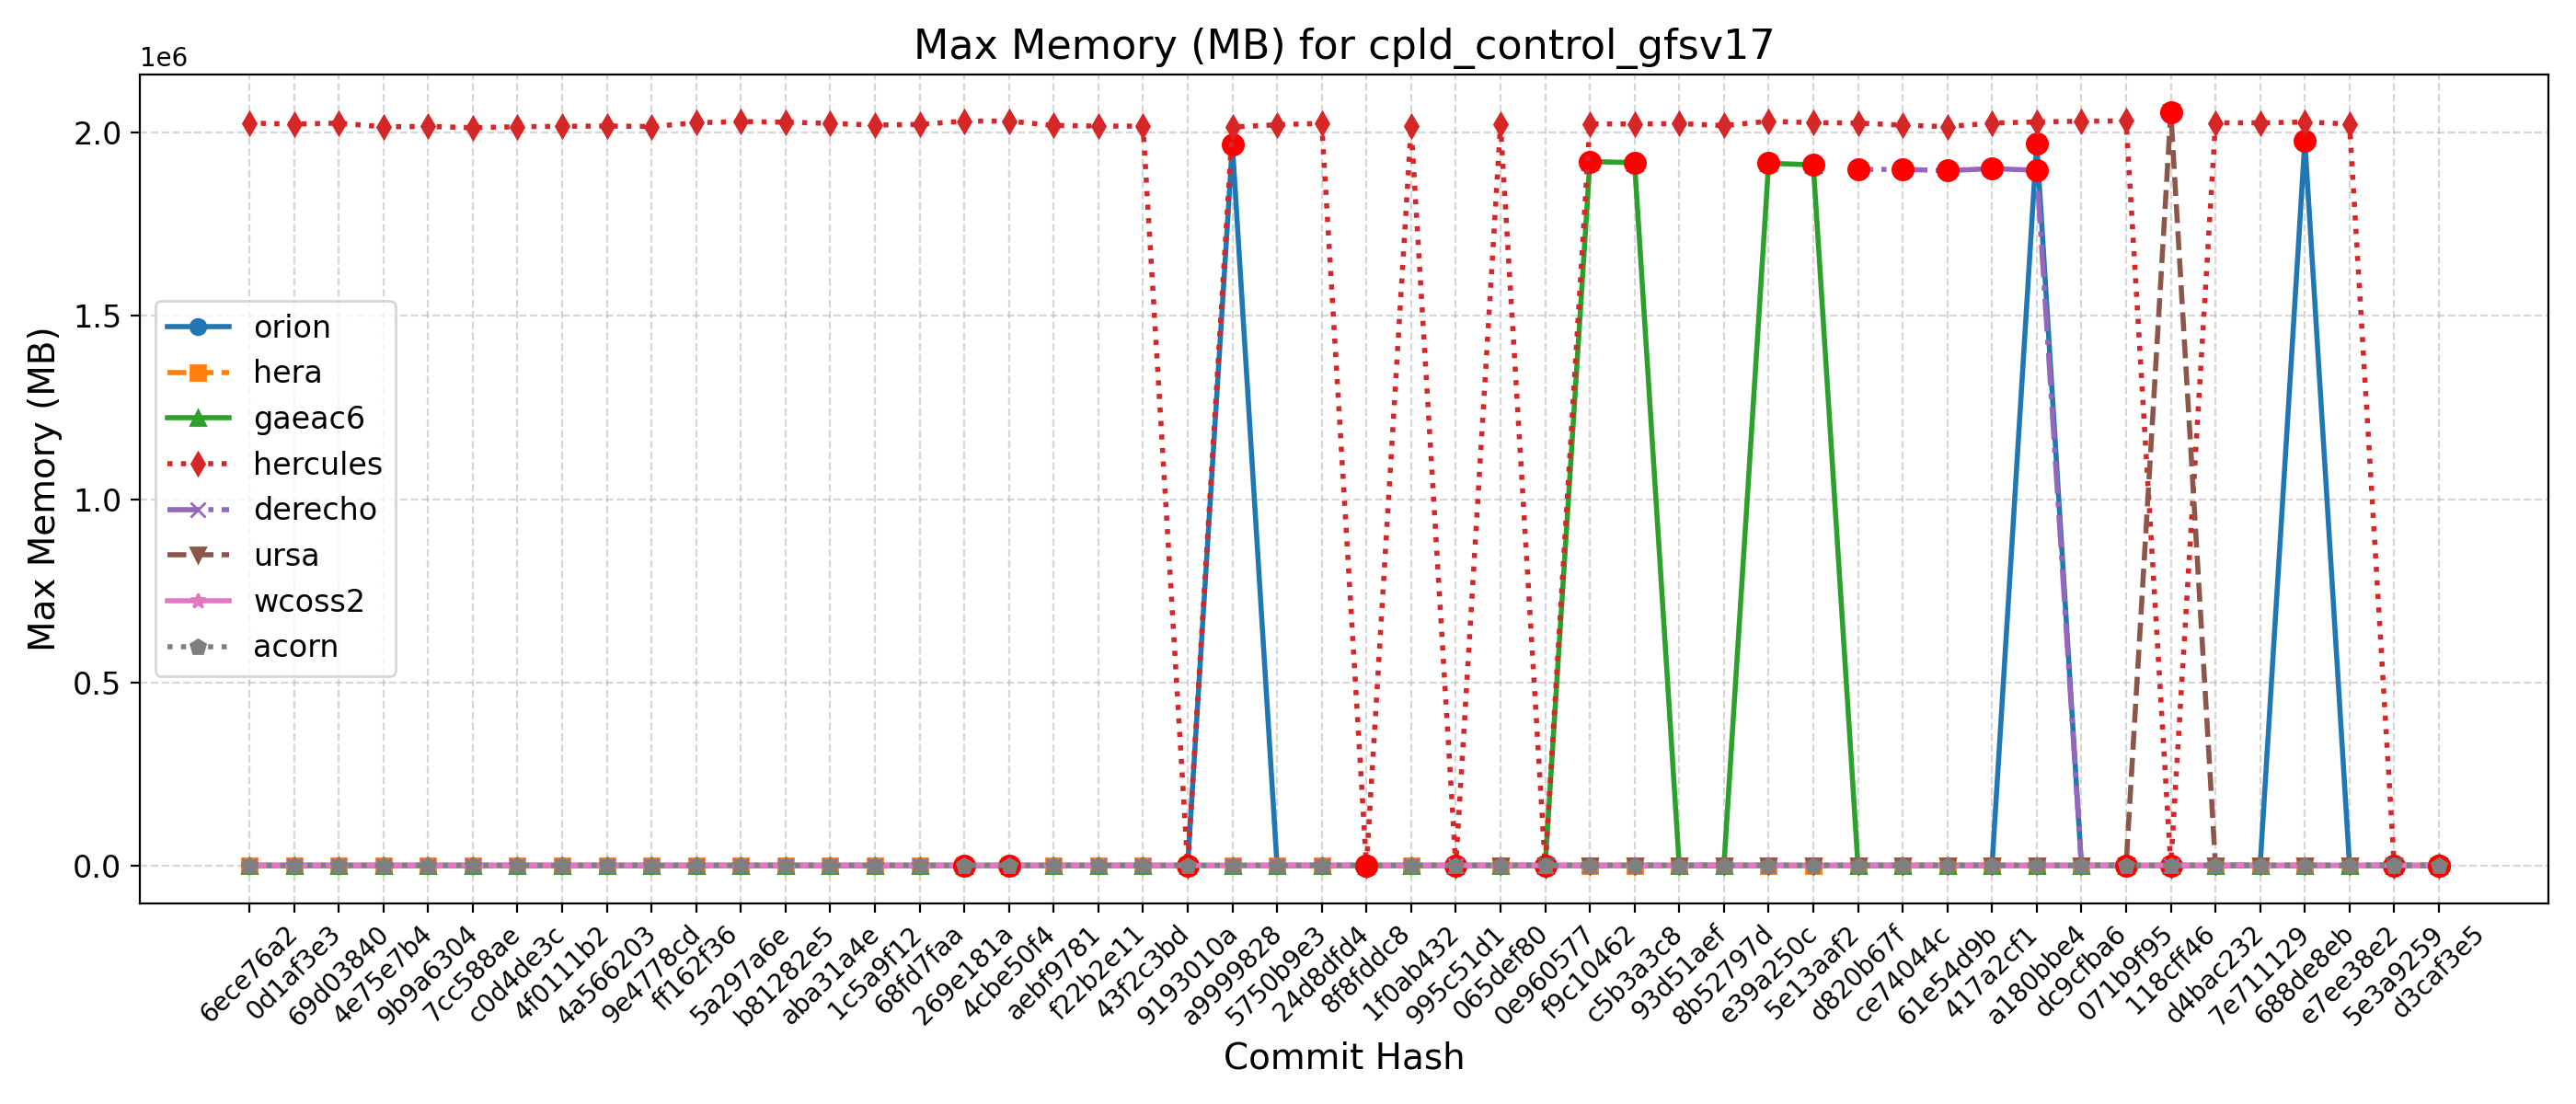 Max Memory (MB) for cpld_control_gfsv17
1e6
2.0
1.5
1.0
0.5
0.0
Max Memory (MB)
orion
hera
gaeac6
hercules
derecho
ursa
wcoss2
acorn
6ece76a2
0d1af3e3
69d03840
4e75e7b4
9b9a6304
7cc588ae
c0d4de3c
4f0111b2
4a566203
9e4778cd
ff162f36
5a297a6e
b81282e5
aba31a4e
1c5a9f12
68fd7faa
269e181a
4cbe50f4
aebf9781
f22b2e11
43f2c3bd
9193010a
a9999828
5750b9e3
24d8dfd4
8f8fddc8
1f0ab432
995c51d1
065def80
0e960577
f9c10462
c5b3a3c8
93d51aef
8b52797d
e39a250c
5e13aaf2
d820b67f
ce74044c
61e54d9b
417a2cf1
a180bbe4
dc9cfba6
071b9f95
118cff46
d4bac232
7e711129
688de8eb
e7ee38e2
5e3a9259
d3caf3e5
Commit Hash